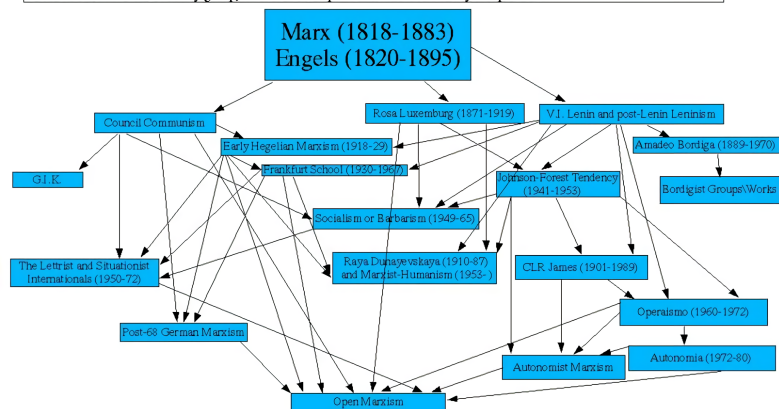 Marx (1818-1883)
Engels (1820-1895)
Rosa Luxemburg (1871-1919)
V.I. Lenin and post-Lenin Leninism
Council Communism
Early Hegelian Marxism (1918-29)
Amadeo Bordiga (1889-1970)
Frankfurt School (1930-1967)
G.I.K.
Johnson-Forest Tendency
(1941-1953)
Bordigist Groups\Works
Socialism or Barbarism (1949-65)
The Lettrist and Situationist
Internationals (1950-72)
Raya Dunayevskaya (1910-87)
and Marxist-Humanism (1953- )
CLR James (1901-1989)
Operaismo (1960-1972)
Post-68 German Marxism
Autonomia (1972-80)
Autonomist Marxism
Open Marxism